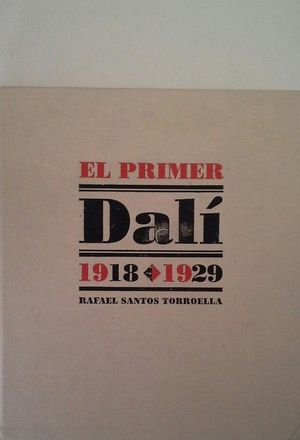 EL PRIMER
Dalí
1918 1929
RAFAEL SANTOS TORROELLA